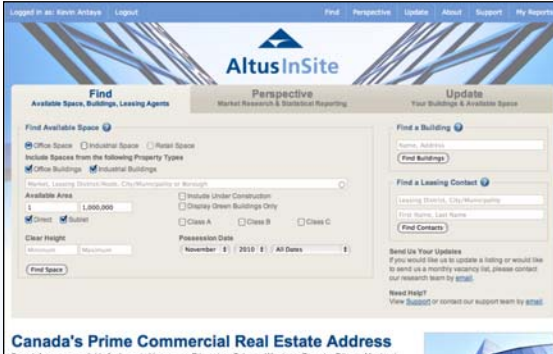 Logged in as: Kevin Antaya Logout
Find Perspective Update About Support My Reports
AltusInSite
Find
Available Space, Buildings, Leasing Agents
Perspective
Market Research & Statistical Reporting
Update
Your Buildings & Available Space
Find Available Space
Office Space Industrial Space Retail Space
Include Spaces from the following Property Types
Office Buildings Industrial Buildings
Market, Leasing District/Node, City/Municipality or Borough
Available Area
1 1,000,000
Direct Sublet
Include Under Construction
Display Green Buildings Only
Class A Class B Class C
Clear Height
Minimum Maximum
Possession Date
November / 2010 / All Dates
Find Space
Find a Building
Name, Address
Find Buildings
Find a Leasing Contact
Leasing District, City/Municipality
First Name, Last Name
Find Contacts
Send Us Your Updates
If you would like us to update a listing or would like
to send us a monthly vacancy list, please contact
our research team by email.
Need Help?
View Support or contact our support team by email.
Canada's Prime Commercial Real Estate Address